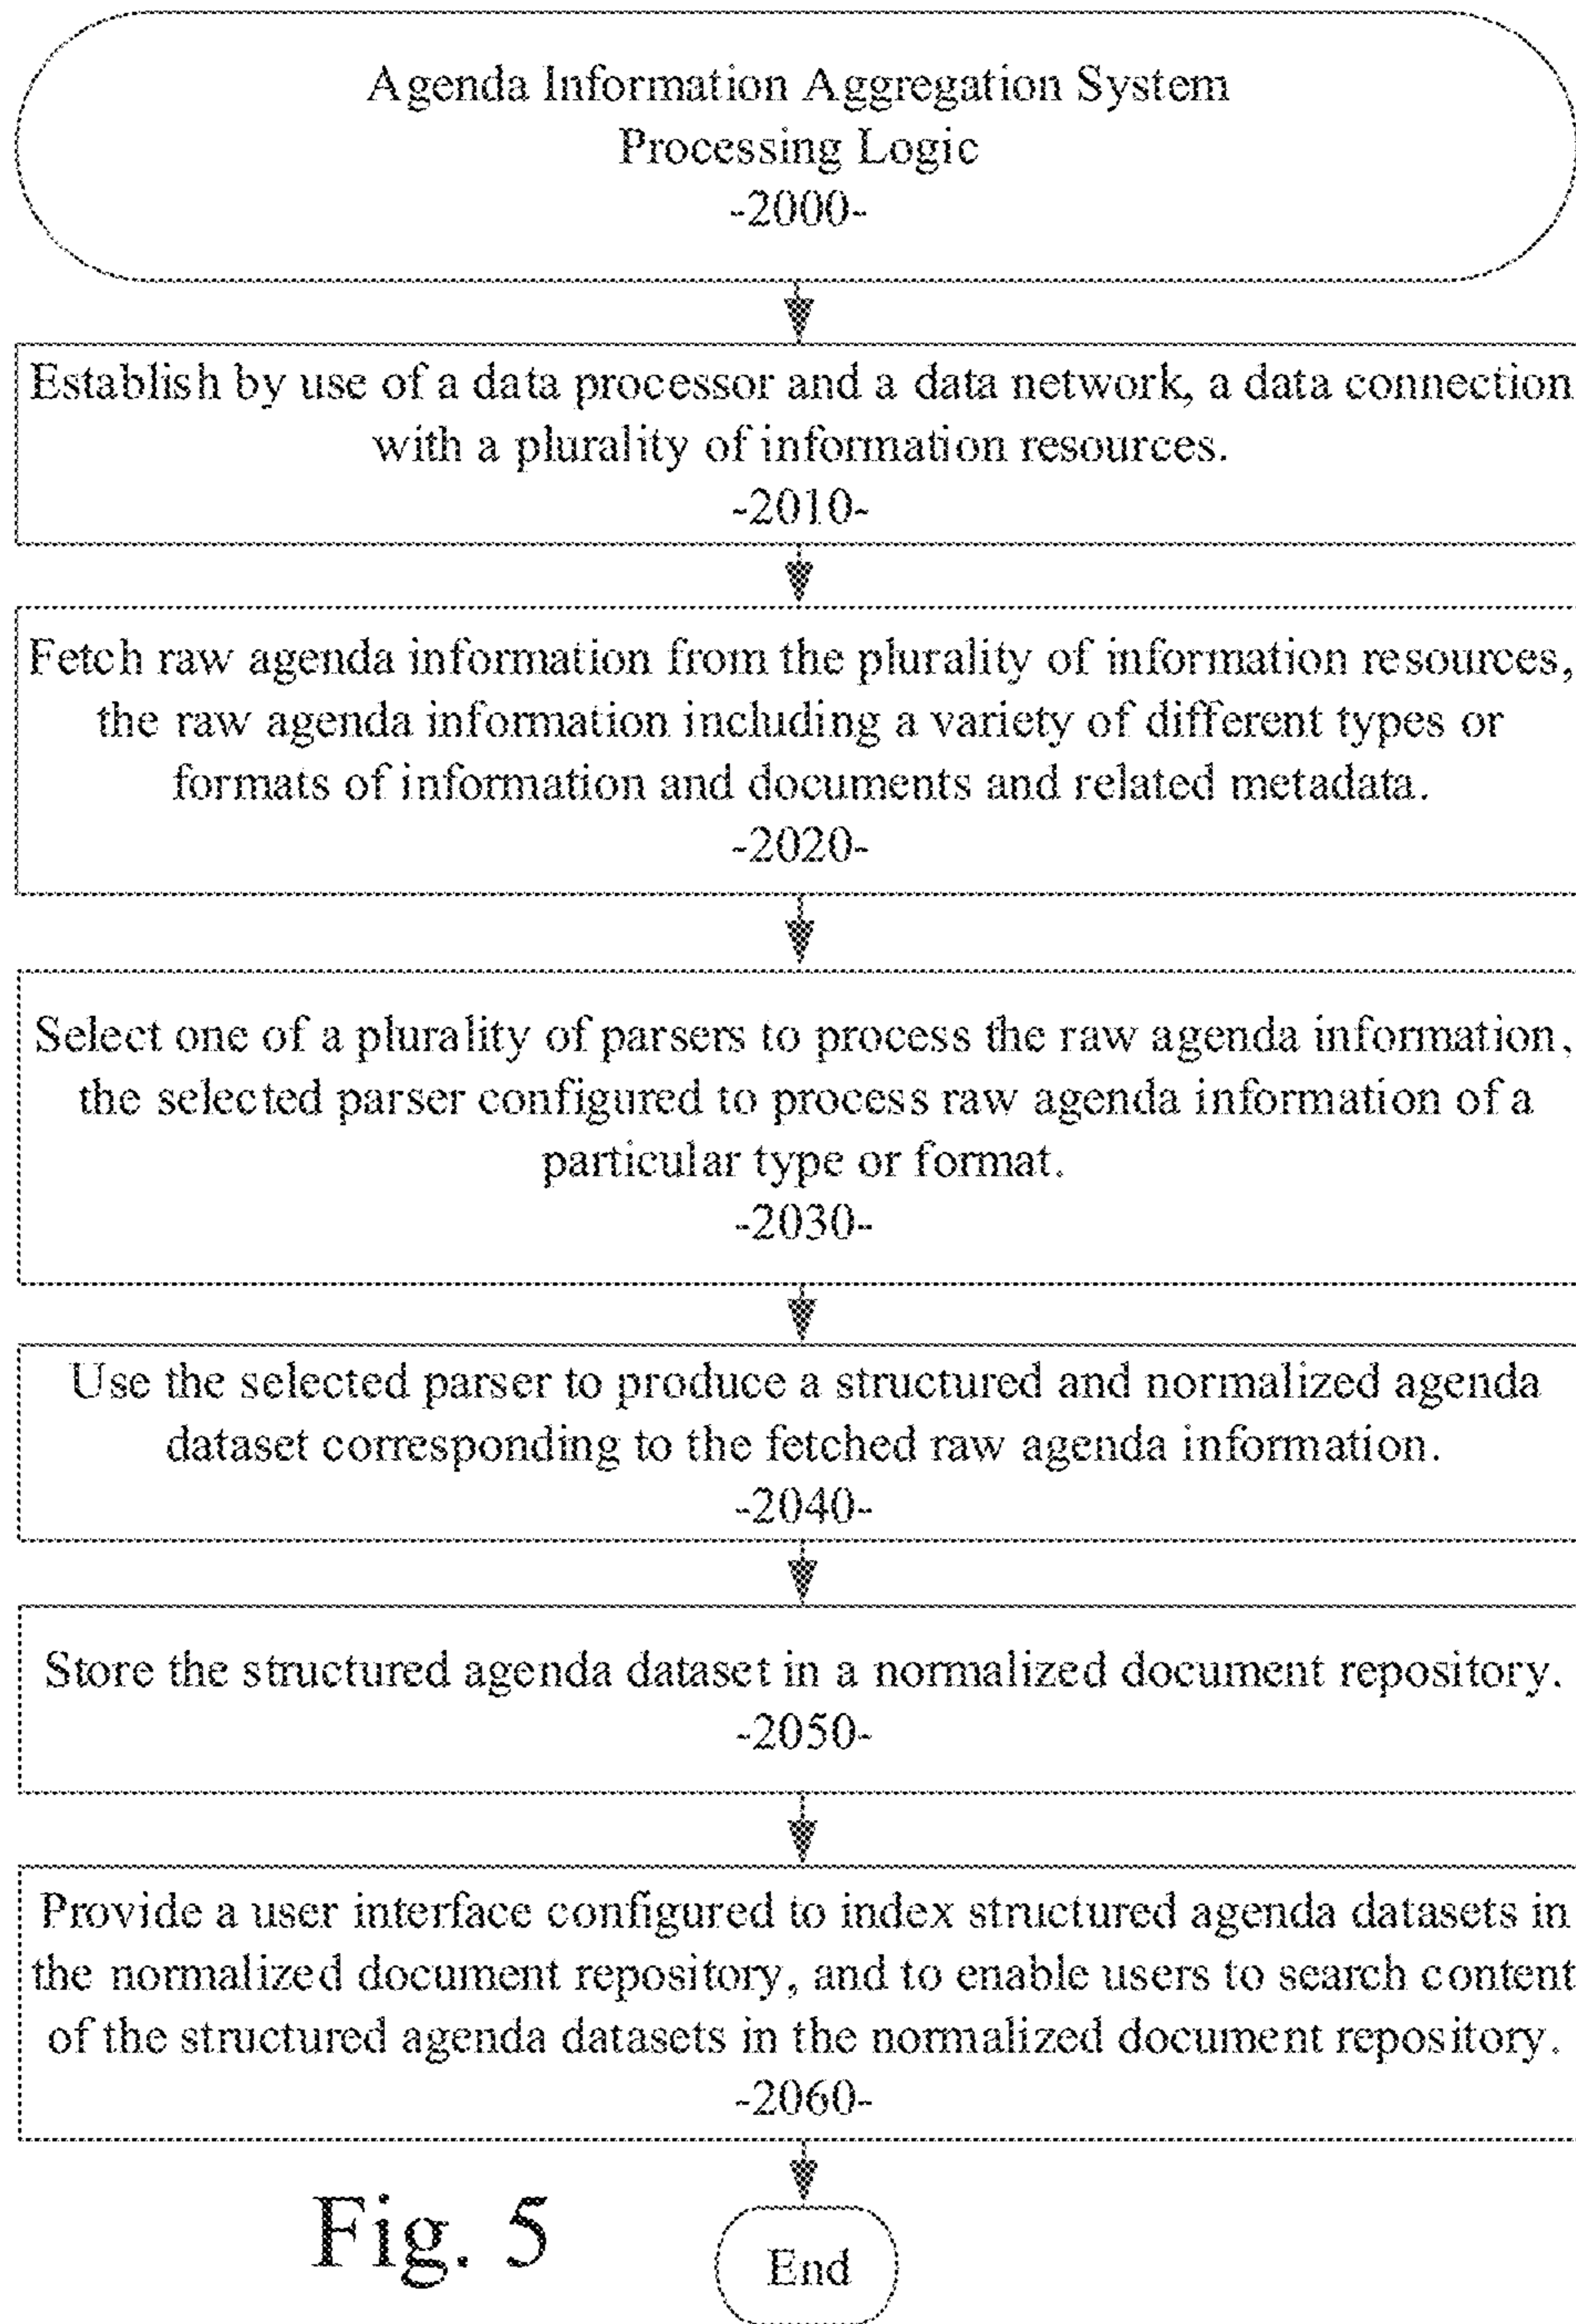 Agenda Information Aggregation System
Processing Logic
-2000-
Establish by use of a data processor and a data network, a data connection
with a plurality of information resources.
-2010-
Fetch raw agenda information from the plurality of information resources,
the raw agenda information including a variety of different types or
formats of information and documents and related metadata.
-2020-
Select one of a plurality of parsers to process the raw agenda information,
the selected parser configured to process raw agenda information of a
particular type or format.
-2030-
Use the selected parser to produce a structured and normalized agenda
dataset corresponding to the fetched raw agenda information.
-2040-
Store the structured agenda dataset in a normalized document repository.
-2050-
Provide a user interface configured to index structured agenda datasets in
the normalized document repository, and to enable users to search content
of the structured agenda datasets in the normalized document repository.
-2060-
Fig. 5
End